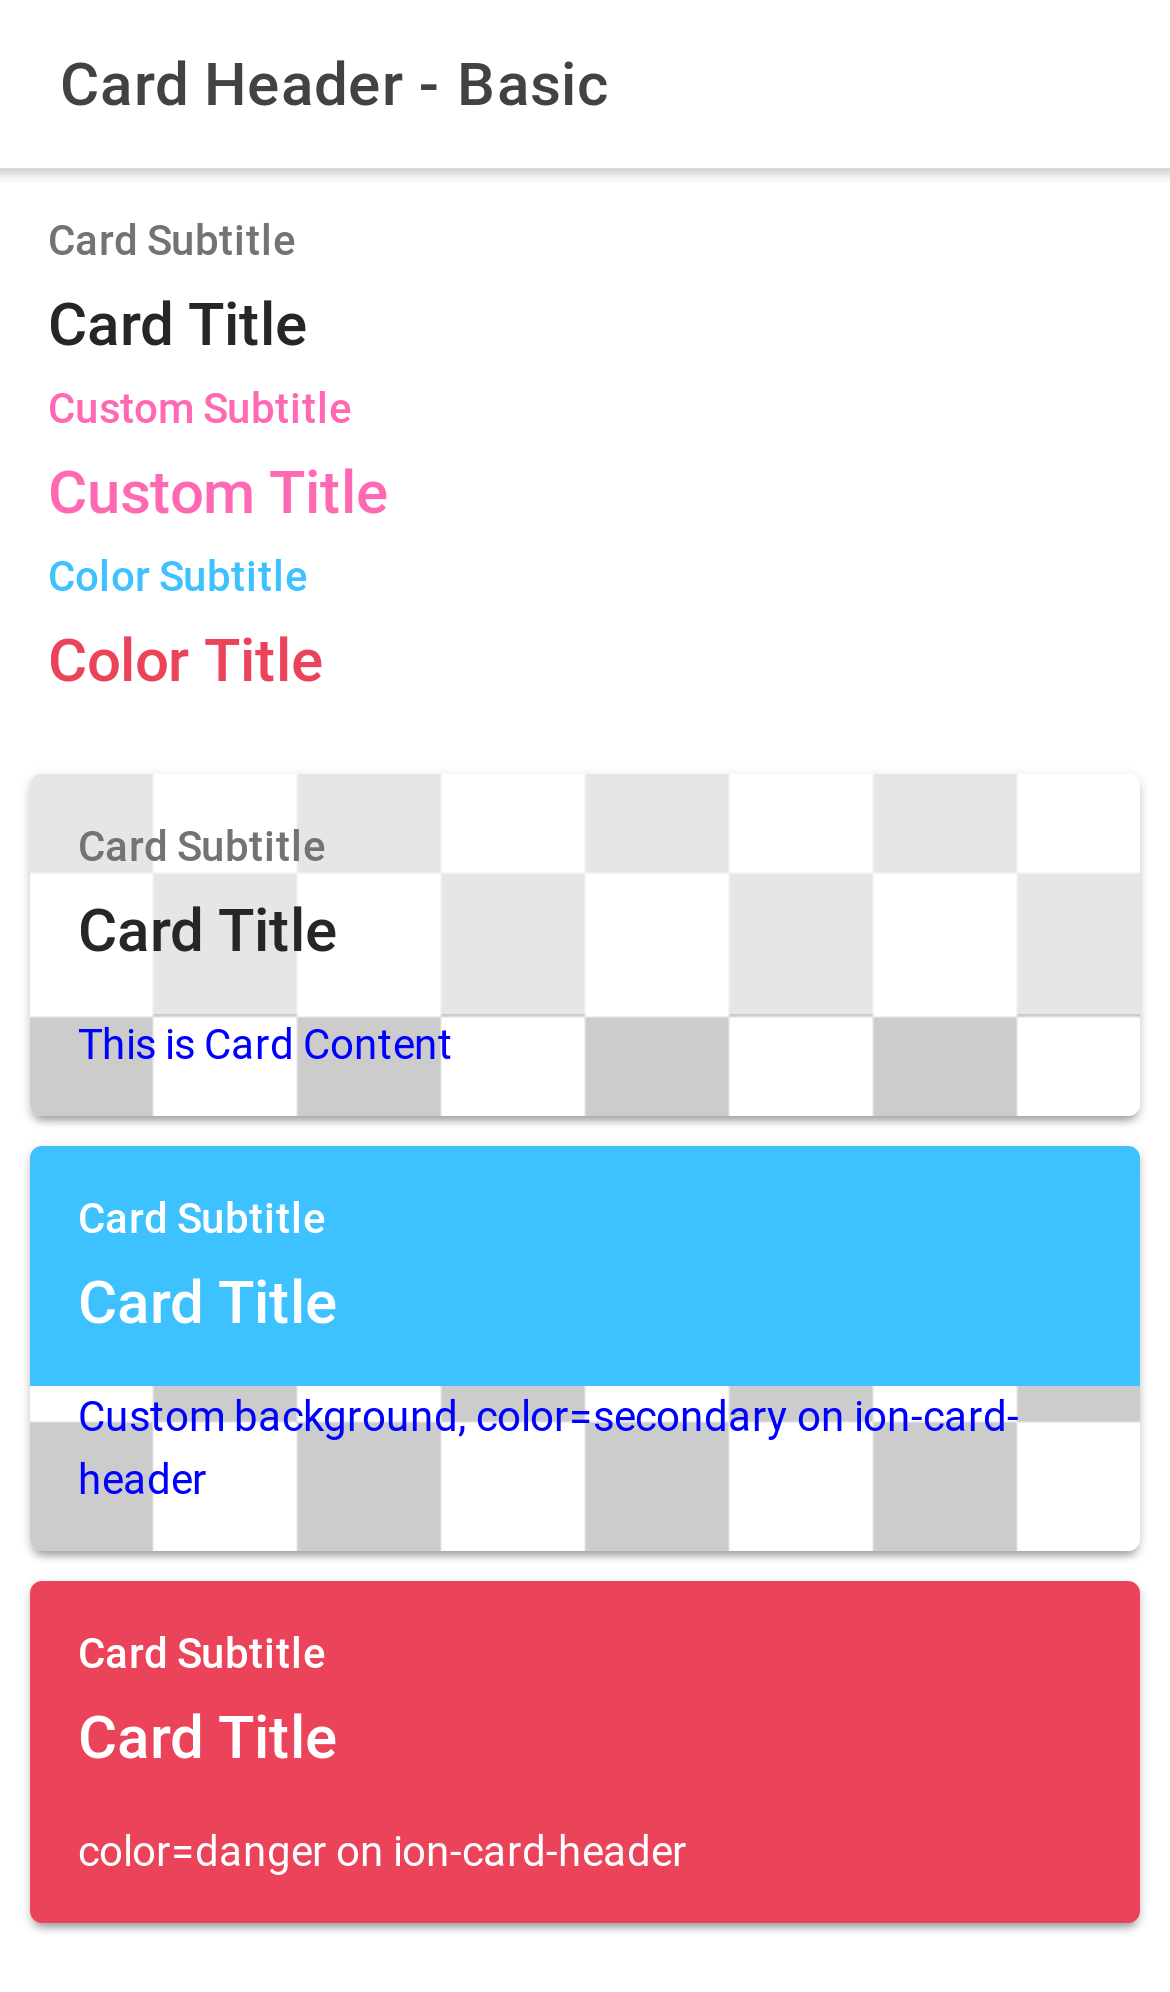 Card Header - Basic
Card Subtitle
Card Title
Custom Subtitle
Custom Title
Color Subtitle
Color Title
Card Subtitle
Card Title
This is Card Content
Card Subtitle
Card Title
Custom background, color=secondary on ion-card-
header
Card Subtitle
Card Title
color=danger on ion-card-header